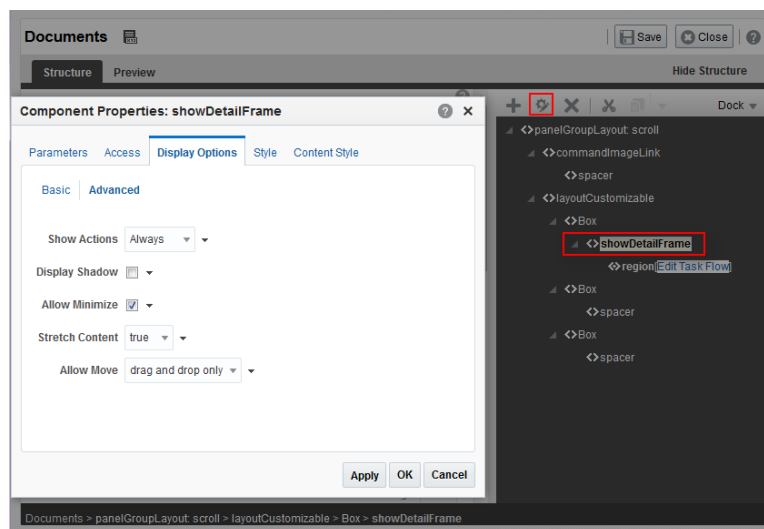 Documents
Save
Close
Structure
Preview
Hide Structure
Component Properties: showDetailFrame
Parameters
Access
Display Options
Style
Content Style
Basic
Advanced
Show Actions
Always
Display Shadow
Allow Minimize
Stretch Content
true
Allow Move
drag and drop only
Apply
OK
Cancel
Dock
<>panelGroupLayout: scroll
<>commandImageLink
<>spacer
<>layoutCustomizable
<>Box
<>showDetailFrame
<>region[Edit Task Flow]
<>Box
<>spacer
<>Box
<>spacer
Documents > panelGroupLayout: scroll > layoutCustomizable > Box > showDetailFrame